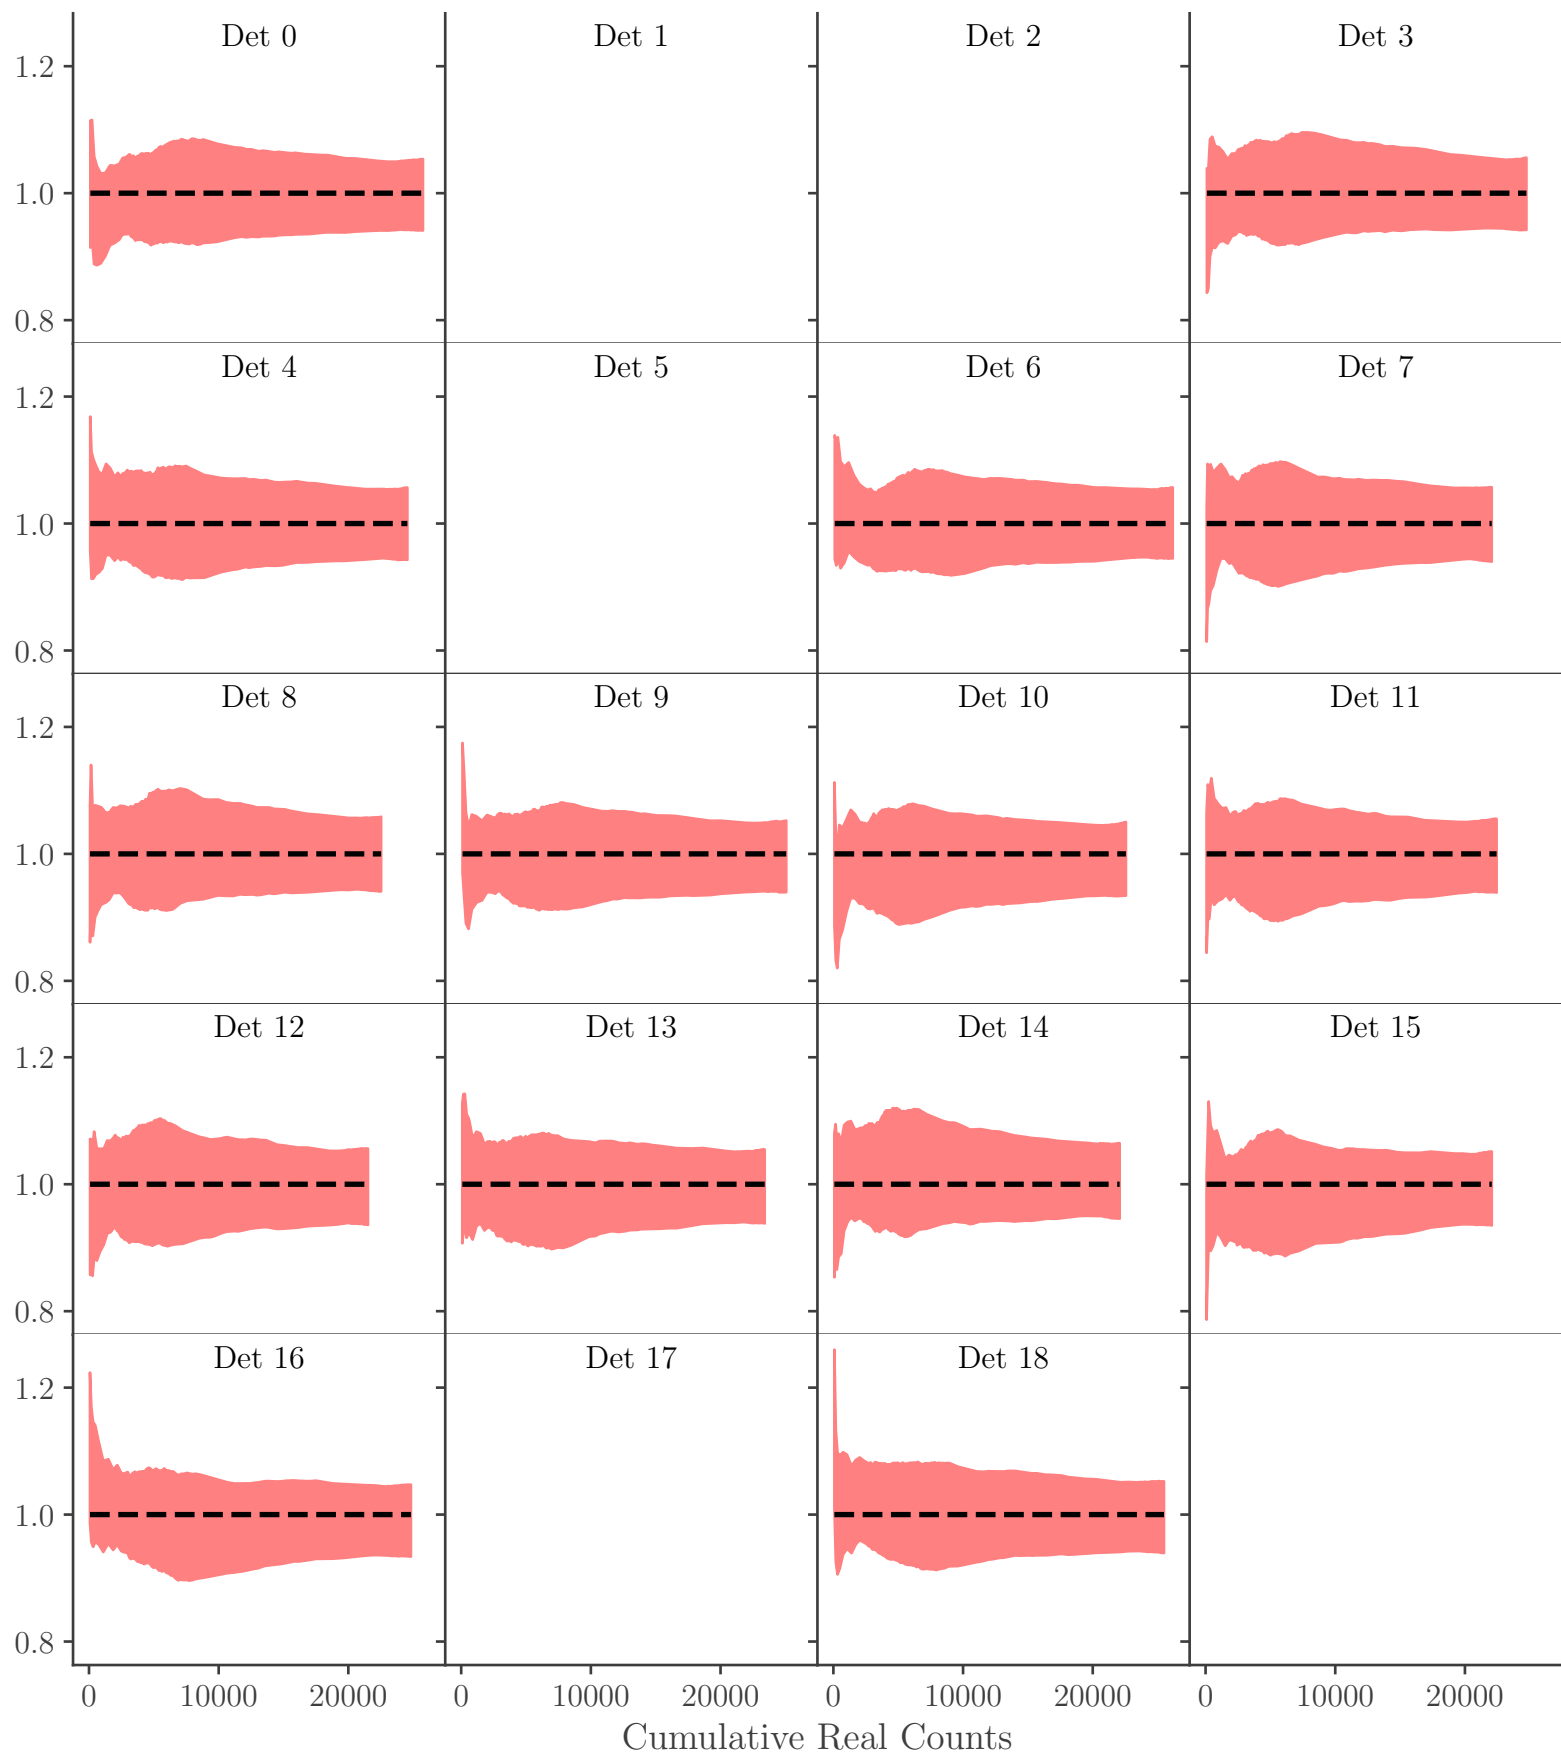 Det 0 Det 1 Det 2 Det 3
1.2
1.0
0.8
Det 4 Det 5 Det 6 Det 7
1.2
1.0
0.8
Det 8 Det 9 Det 10 Det 11
1.2
1.0
0.8
Det 12 Det 13 Det 14 Det 15
1.2
1.0
0.8
Det 16 Det 17 Det 18
1.2
1.0
0.8
0 10000 20000 0 10000 20000 0 10000 20000 0 10000 20000
Cumulative Real Counts